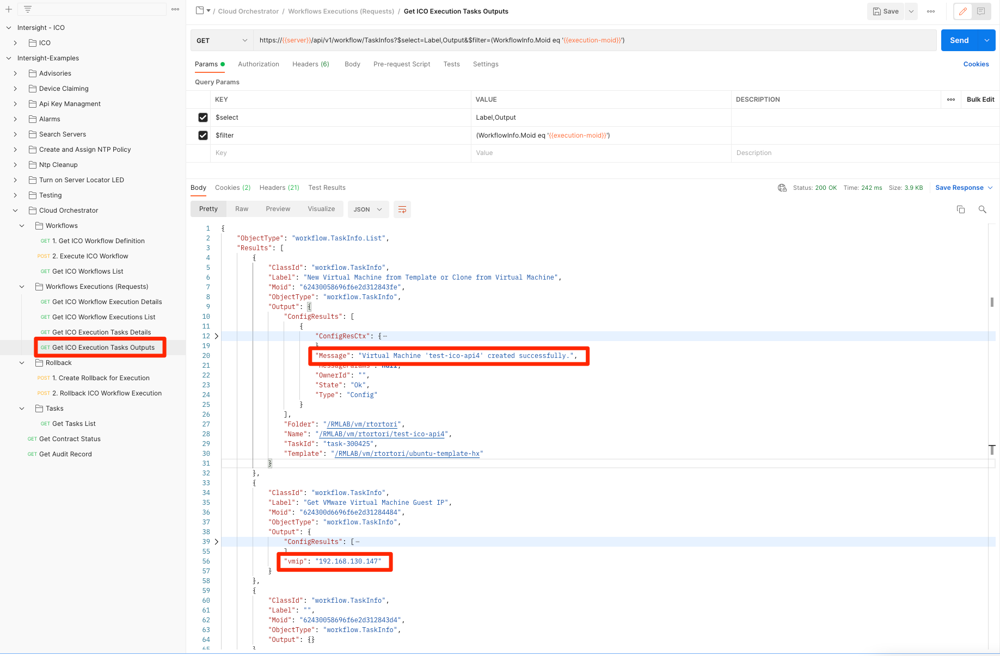 Intersight - ICO
ICO
Intersight-Examples
Advisories
Device Claiming
Api Key Managment
Alarms
Search Servers
Create and Assign NTP Policy
Ntp Cleanup
Turn on Server Locator LED
Testing
Cloud Orchestrator
Workflows
GET 1. Get ICO Workflow Definition
POST 2. Execute ICO Workflow
GET Get ICO Workflows List
Workflows Executions (Requests)
GET Get ICO Workflow Execution Details
GET Get ICO Workflow Executions List
GET Get ICO Execution Tasks Details
GET Get ICO Execution Tasks Outputs
Rollback
POST 1. Create Rollback for Execution
POST 2. Rollback ICO Workflow Execution
Tasks
GET Get Tasks List
GET Get Contract Status
GET Get Audit Record
/ Cloud Orchestrator / Workflows Executions (Requests) / Get ICO Execution Tasks Outputs
Save
GET https://{{server}}/api/v1/workflow/TaskInfos?$select=Label,Output&$filter=(WorkflowInfo.Moid eq '{{execution-moid}}')
Send
Params Authorization Headers (6) Body Pre-request Script Tests Settings Cookies
Query Params
KEY VALUE DESCRIPTION Bulk Edit
$select Label,Output
$filter (WorkflowInfo.Moid eq '{{execution-moid}}')
Key Value Description
Body Cookies (2) Headers (21) Test Results Status: 200 OK Time: 242 ms Size: 3.9 KB Save Response
Pretty Raw Preview Visualize JSON
1 {
2 "ObjectType": "workflow.TaskInfo.List",
3 "Results": [
4 {
5 "ClassId": "workflow.TaskInfo",
6 "Label": "New Virtual Machine from Template or Clone from Virtual Machine",
7 "Moid": "62430058696f6e2d312843fe",
8 "ObjectType": "workflow.TaskInfo",
9 "Output": {
10 "ConfigResults": [
11 {
12 "ConfigResCtx": {⋯
19 }
20 "Message": "Virtual Machine 'test-ico-api4' created successfully.",
21 "MessageParams": null,
22 "OwnerId": "",
23 "State": "Ok",
24 "Type": "Config"
25 }
26 ],
27 "Folder": "/RMLAB/vm/rtortori",
28 "Name": "/RMLAB/vm/rtortori/test-ico-api4",
29 "TaskId": "task-300425",
30 "Template": "/RMLAB/vm/rtortori/ubuntu-template-hx"
31 }
32 },
33 {
34 "ClassId": "workflow.TaskInfo",
35 "Label": "Get VMware Virtual Machine Guest IP",
36 "Moid": "624300d6696f6e2d31284484",
37 "ObjectType": "workflow.TaskInfo",
38 "Output": {
39 "ConfigResults": [⋯
55 ]
56 "vmip": "192.168.130.147"
57 }
58 },
59 {
60 "ClassId": "workflow.TaskInfo",
61 "Label": "",
62 "Moid": "62430058696f6e2d312843d4",
63 "ObjectType": "workflow.TaskInfo",
64 "Output": {}
65 }